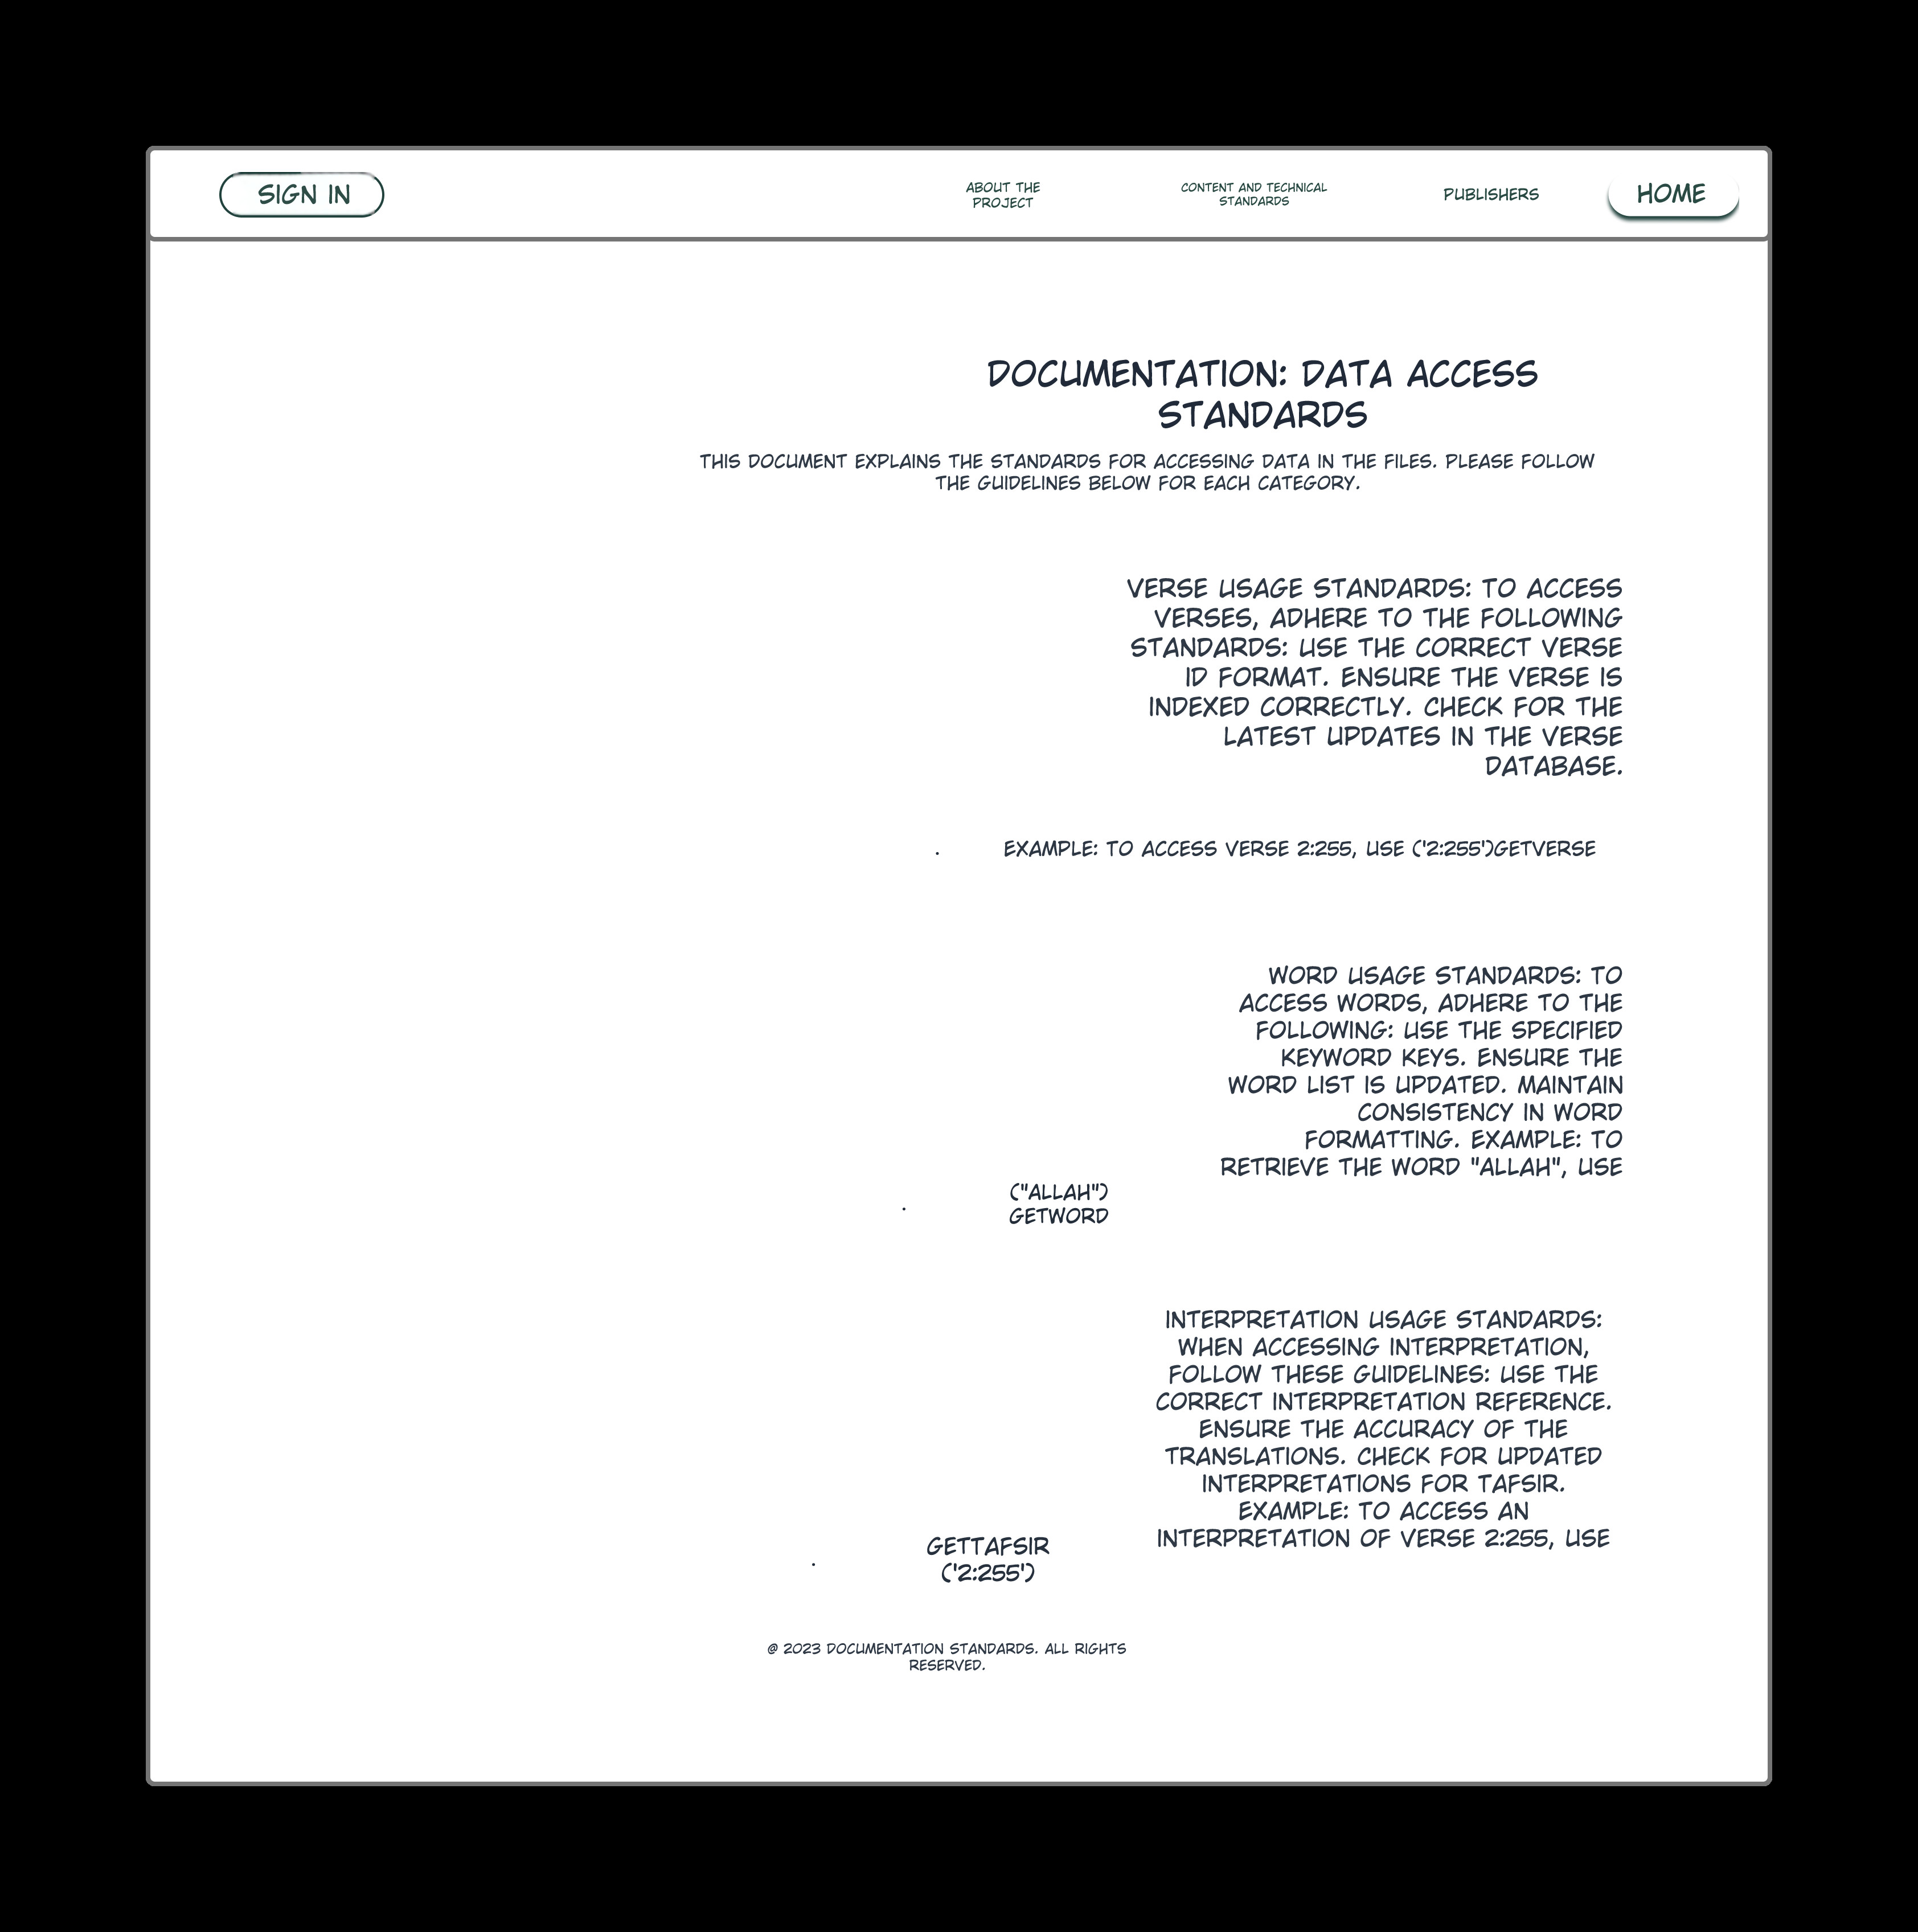 SIGN IN
ABOUT THE
PROJECT
CONTENT AND TECHNICAL
STANDARDS
PUBLISHERS
HOME
DOCUMENTATION: DATA ACCESS
STANDARDS
THIS DOCUMENT EXPLAINS THE STANDARDS FOR ACCESSING DATA IN THE FILES. PLEASE FOLLOW
THE GUIDELINES BELOW FOR EACH CATEGORY.
VERSE USAGE STANDARDS: TO ACCESS
VERSES, ADHERE TO THE FOLLOWING
STANDARDS: USE THE CORRECT VERSE
ID FORMAT. ENSURE THE VERSE IS
INDEXED CORRECTLY. CHECK FOR THE
LATEST UPDATES IN THE VERSE
DATABASE.
. EXAMPLE: TO ACCESS VERSE 2:255, USE ('2:255')GETVERSE
WORD USAGE STANDARDS: TO
ACCESS WORDS, ADHERE TO THE
FOLLOWING: USE THE SPECIFIED
KEYWORD KEYS. ENSURE THE
WORD LIST IS UPDATED. MAINTAIN
CONSISTENCY IN WORD
FORMATTING. EXAMPLE: TO
RETRIEVE THE WORD "ALLAH", USE
("ALLAH")
. GETWORD
INTERPRETATION USAGE STANDARDS:
WHEN ACCESSING INTERPRETATION,
FOLLOW THESE GUIDELINES: USE THE
CORRECT INTERPRETATION REFERENCE.
ENSURE THE ACCURACY OF THE
TRANSLATIONS. CHECK FOR UPDATED
INTERPRETATIONS FOR TAFSIR.
EXAMPLE: TO ACCESS AN
INTERPRETATION OF VERSE 2:255, USE
GETTAFSIR
. ('2:255')
@ 2023 DOCUMENTATION STANDARDS. ALL RIGHTS
RESERVED.